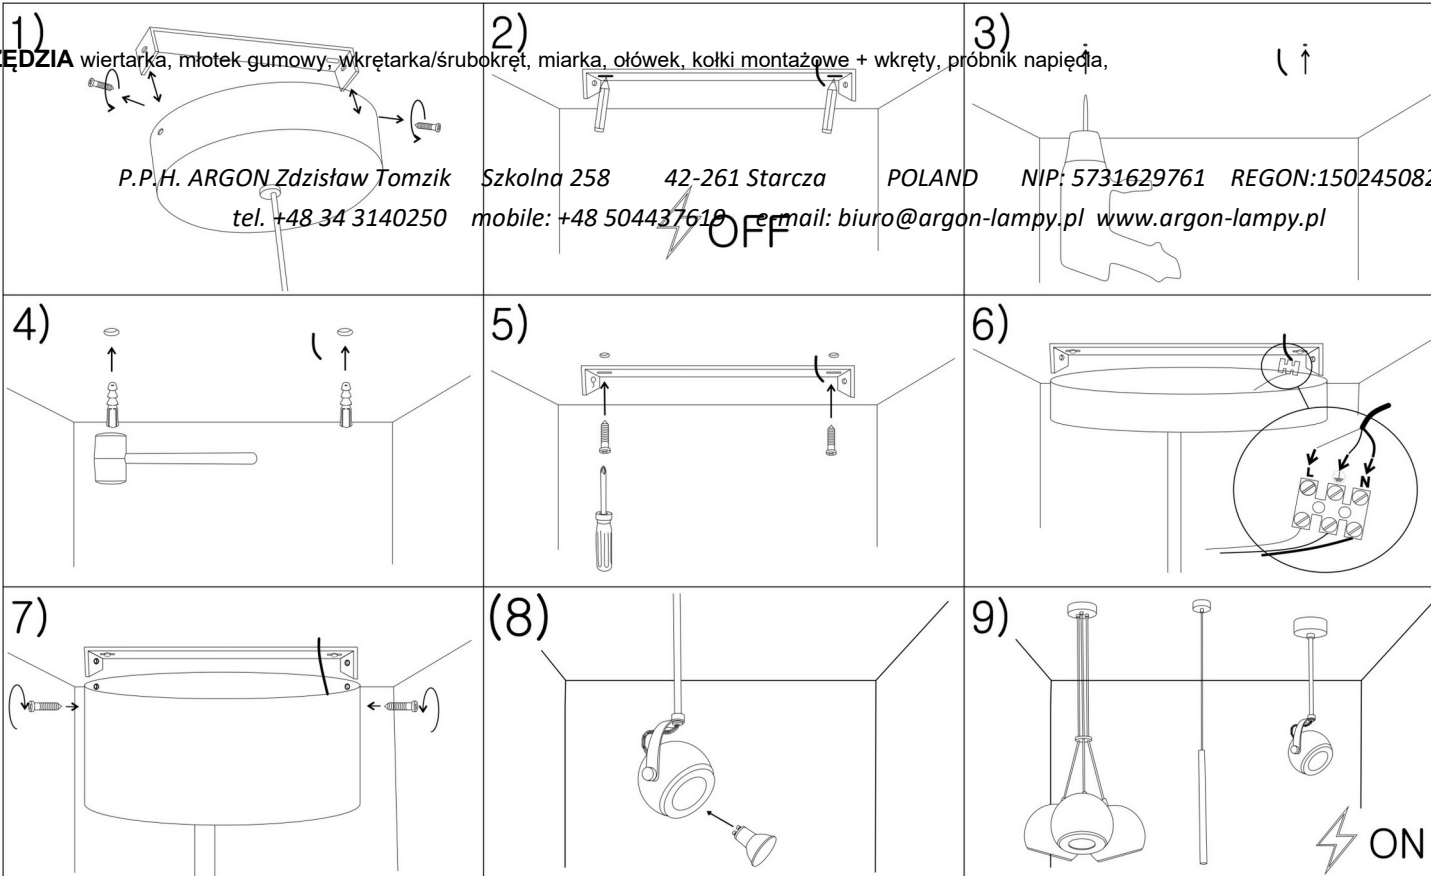 1)
2)
3)
ĘDZIA wiertarka, młotek gumowy, wkrętarka/śrubokręt, miarka, ołówek, kołki montażowe + wkręty, próbnik napięcia,
P.P.H. ARGON Zdzisław Tomzik Szkolna 258 42-261 Starcza POLAND NIP: 5731629761 REGON:150245082
tel. +48 34 3140250 mobile: +48 504437619 e-mail: biuro@argon-lampy.pl www.argon-lampy.pl
OFF
4)
5)
6)
L
N
7)
(8)
9)
ON